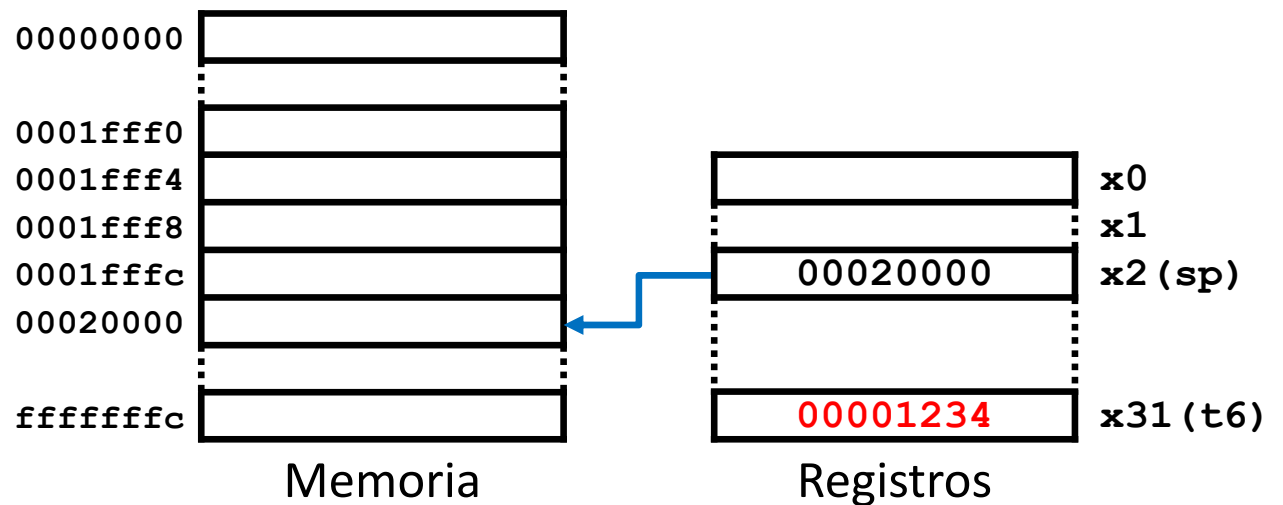 00000000
0001fff0
0001fff4 x0
0001fff8 x1
0001fffc 00020000 x2(sp)
00020000
fffffffc 00001234 x31(t6)
Memoria Registros